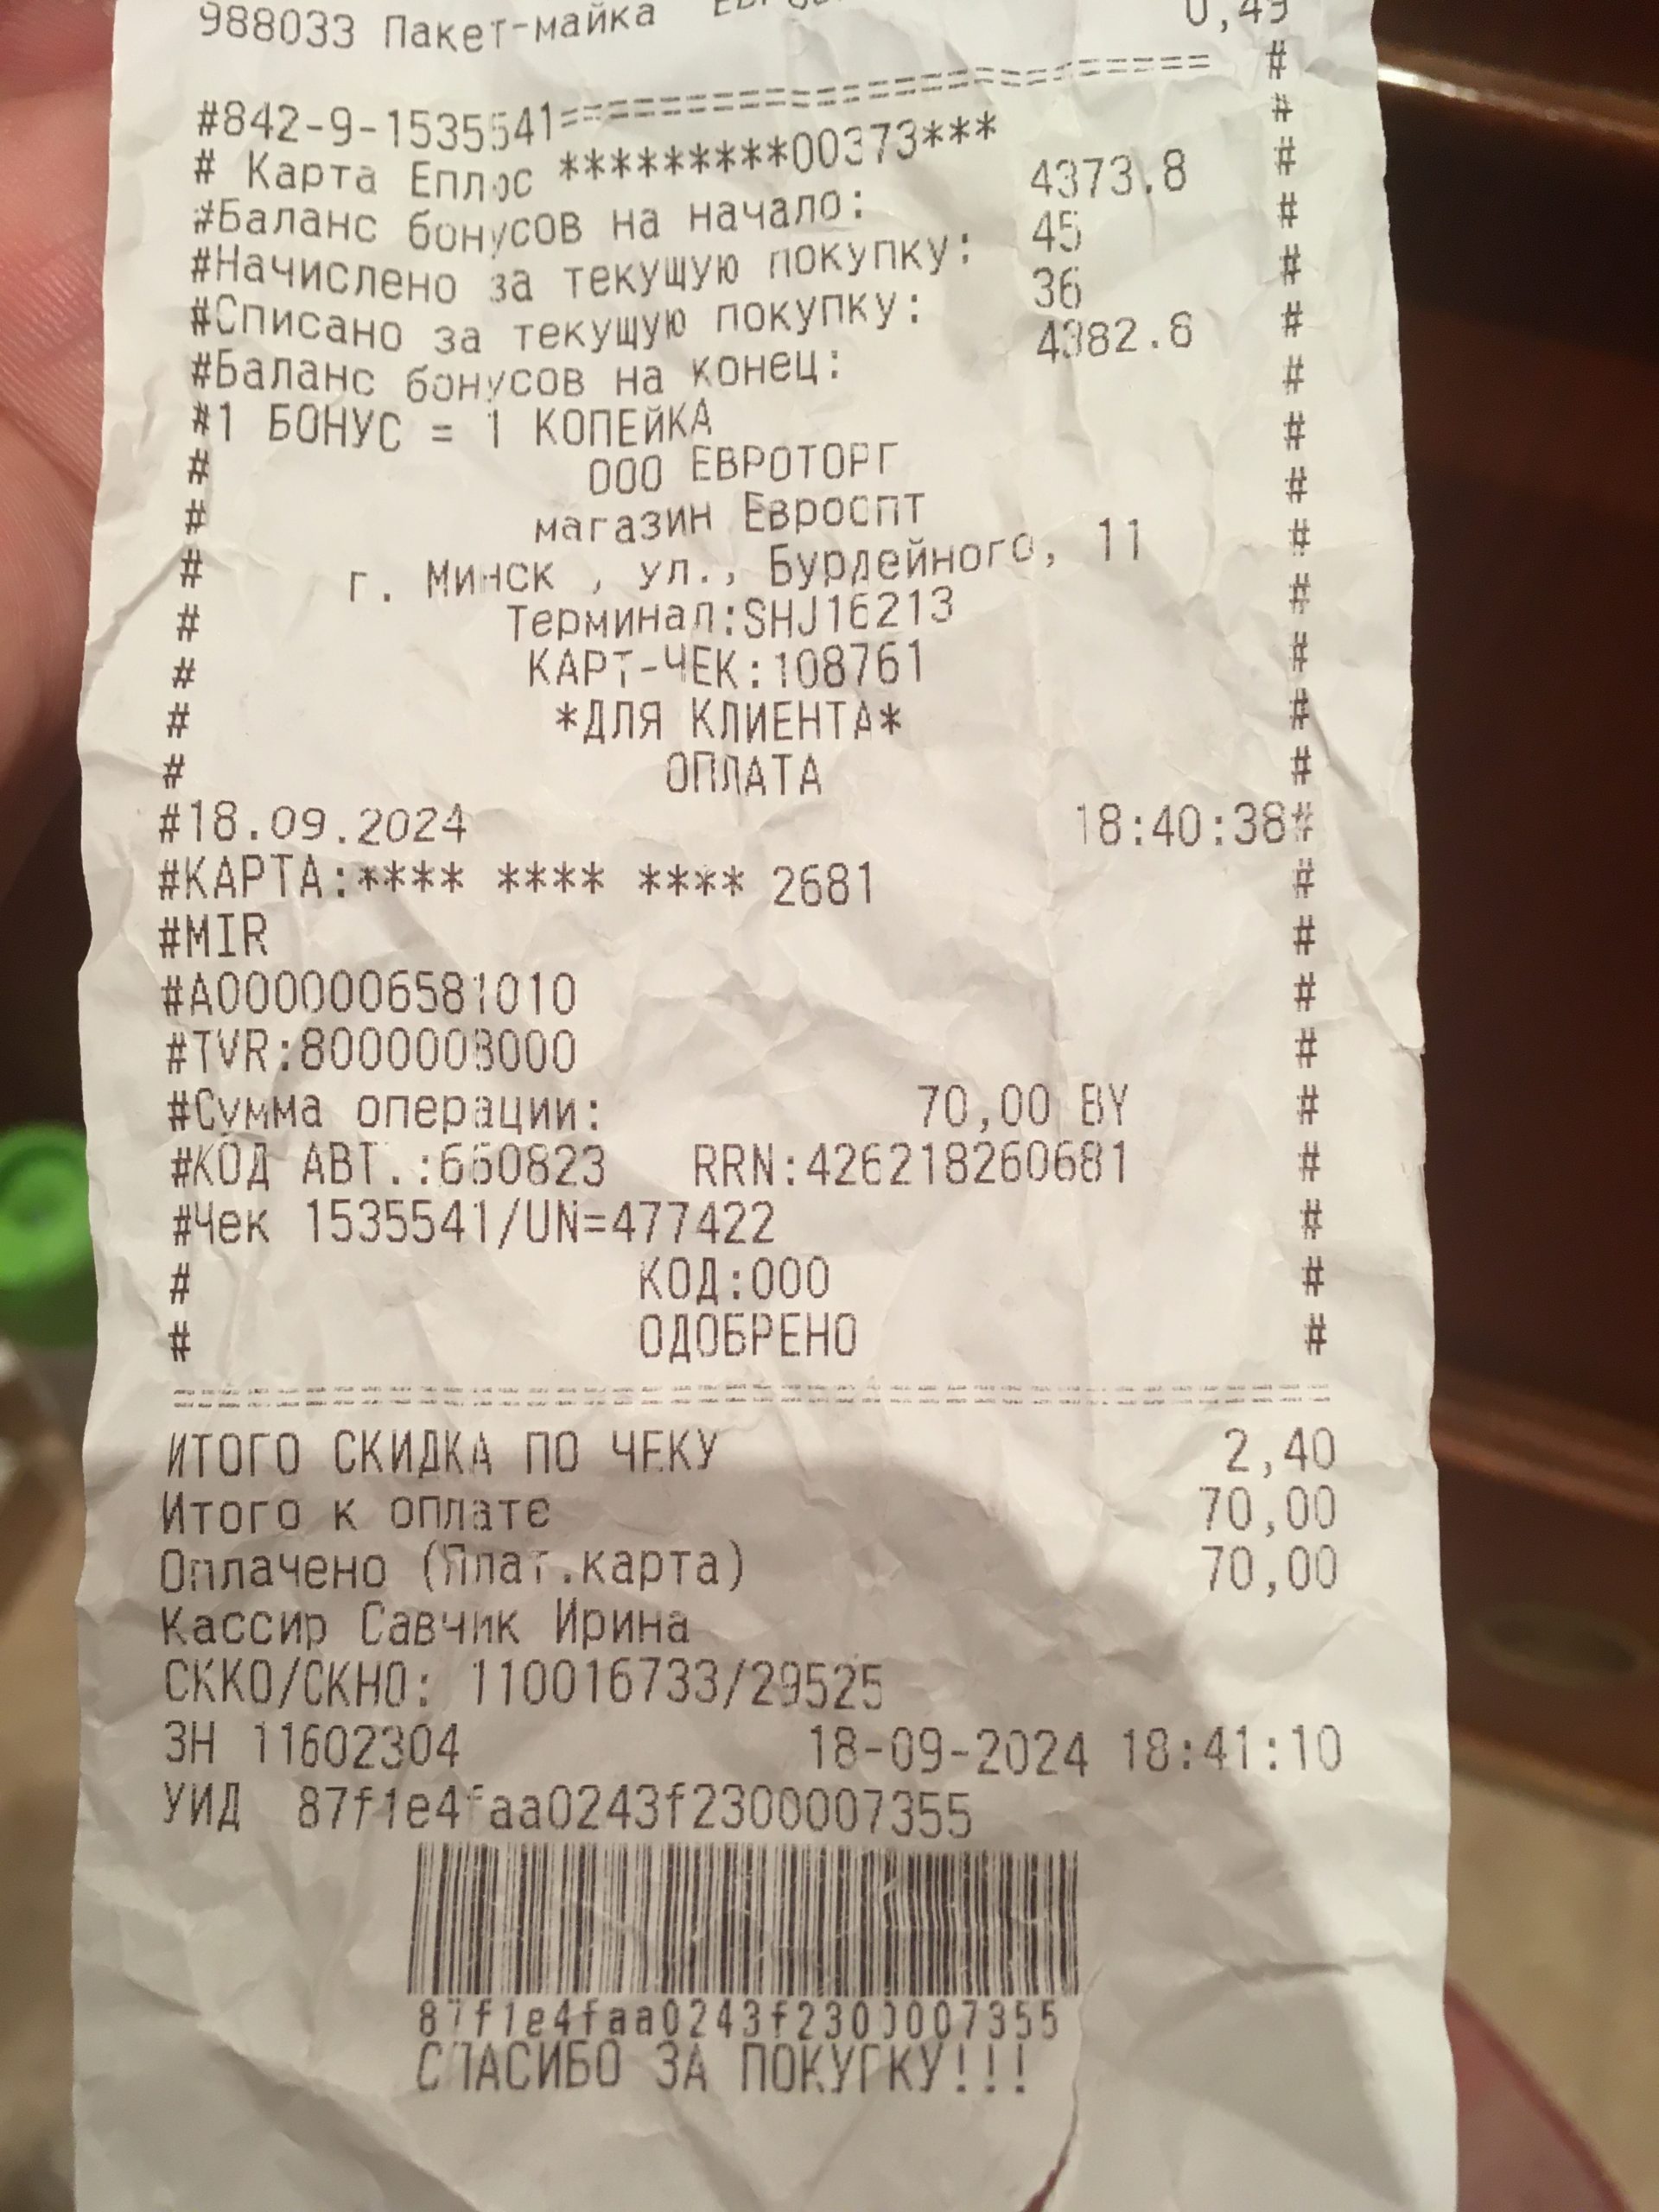 988033 Пакет-майка
#842-9-1535541=========================== #
# Карта Еплюс *********00373*** #
#Баланс бонусов на начало: 4373.8 #
#Начислено за текущую покупку: 45 #
#Списано за текущую покупку: 36 #
#Баланс бонусов на конец: 4382.6 #
#1 БОНУС = 1 КОПЕЙКА #
# ООО ЕВРОТОРГ #
# магазин Евроопт #
# г. Минск , ул., Бурдейного, 11 #
# Терминал:SHJ16213 #
# КАРТ-ЧЕК:108761 #
# *ДЛЯ КЛИЕНТА* #
# ОПЛАТА #
#18.09.2024 18:40:38#
#КАРТА:**** **** **** 2681 #
#MIR #
#A0000006581010 #
#TVR:8000008000 #
#Сумма операции: 70,00 BY #
#КОД АВТ.:660823 RRN:426218260681 #
#Чек 1535541/UN=477422 #
# КОД:000 #
# ОДОБРЕНО #
ИТОГО СКИДКА ПО ЧЕКУ 2,40
Итого к оплате 70,00
Оплачено (Плат.карта) 70,00
Кассир Савчик Ирина
СККО/СКНО: 110016733/29525
ЗН 11602304 18-09-2024 18:41:10
УИД 87f1e4faa0243f2300007355
87f1e4faa0243f2300007355
СПАСИБО ЗА ПОКУПКУ!!!